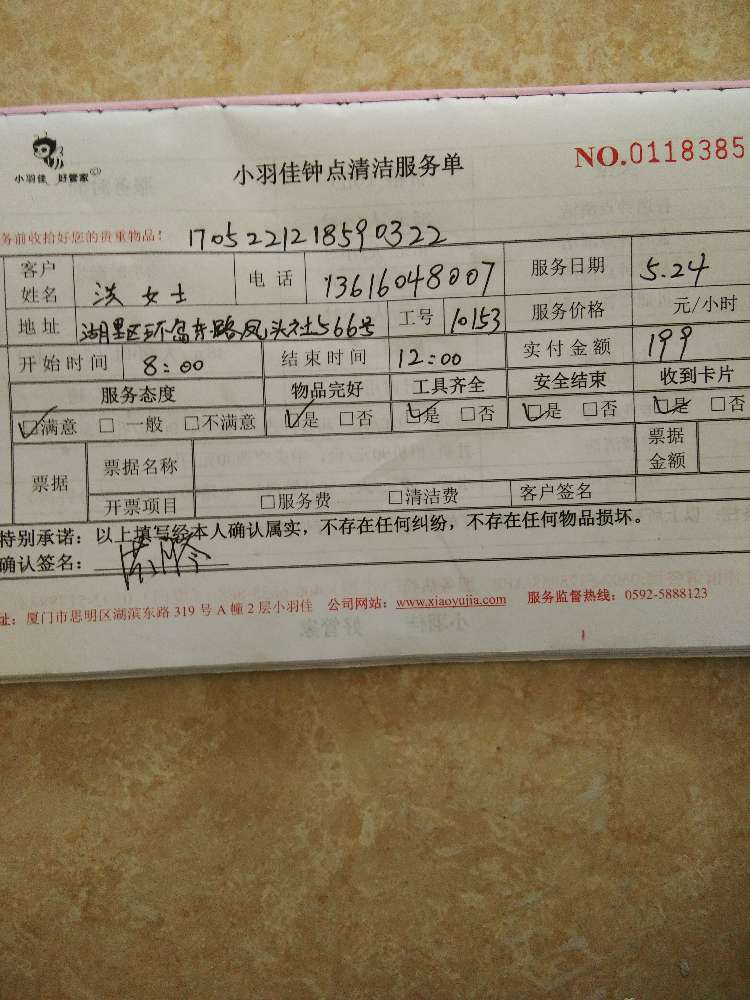 小羽佳 好管家
小羽佳钟点清洁服务单
NO.0118385
务前收拾好您的贵重物品! 170522121859 0322
客户姓名 洪女士 电话 13616048007 服务日期 5.24
地址 湖里区环岛东路凤头社566号 工号 10153 服务价格 元/小时
开始时间 8:00 结束时间 12:00 实付金额 199
服务态度 物品完好 工具齐全 安全结束 收到卡片
☑满意 □一般 □不满意 ☑是 □否 ☑是 □否 ☑是 □否 ☑是 □否
票据 票据名称 票据金额
开票项目 □服务费 □清洁费 客户签名
特别承诺:以上填写经本人确认属实,不存在任何纠纷,不存在任何物品损坏。
确认签名:
址:厦门市思明区湖滨东路 319 号 A 幢 2 层小羽佳 公司网站:www.xiaoyujia.com 服务监督热线:0592-5888123